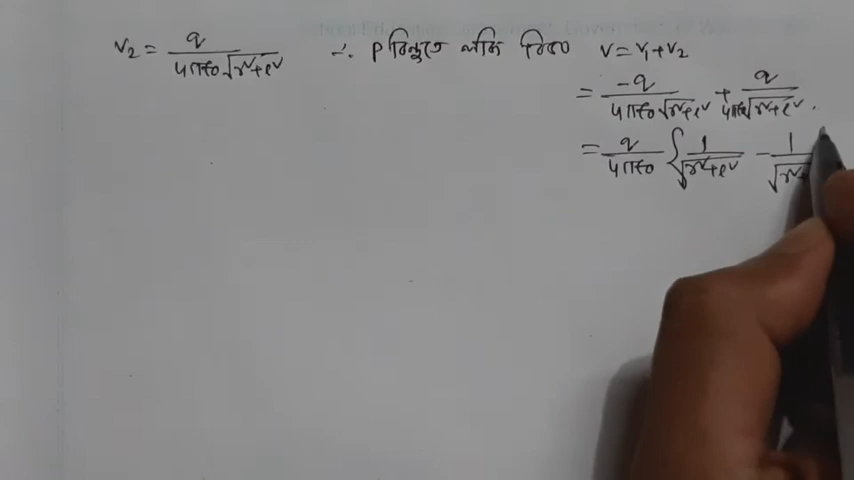 V₂ = q / 4πε₀√r²+l² ∴ P বিন্দুতে লব্ধি বিভব V = V₁ + V₂
= -q / 4πε₀√r²+l² + q / 4πε₀√r²+l² .
= q / 4πε₀ { 1 / √r²+l² - 1 / √r²+